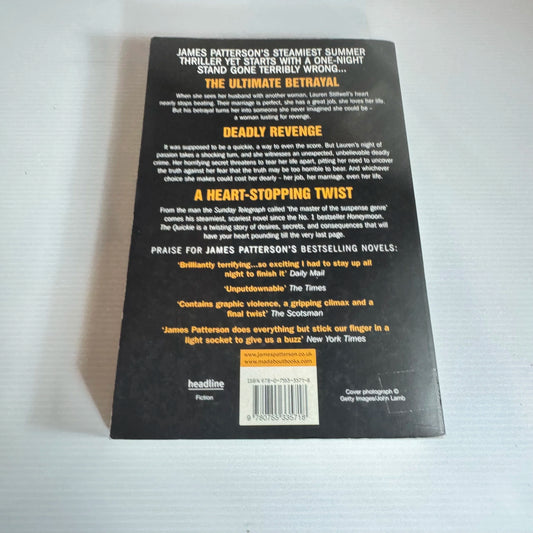 JAMES PATTERSON'S STEAMIEST SUMMER
THRILLER YET STARTS WITH A ONE-NIGHT
STAND GONE TERRIBLY WRONG...
THE ULTIMATE BETRAYAL
When she sees her husband with another woman, Lauren Stillwell's heart
nearly stops beating. Their marriage is perfect, she has a great job, she loves her life.
But his betrayal turns her into someone she never imagined she could be –
a woman lusting for revenge.
DEADLY REVENGE
It was supposed to be a quickie, a way to even the score. But Lauren's night of
passion takes a shocking turn, and she witnesses an unexpected, unbelievable deadly
crime. Her horrifying secret threatens to tear her life apart, pitting her need to uncover
the truth against her fear that the truth may be too horrible to bear. And whichever
choice she makes could cost her dearly – her job, her marriage, even her life.
A HEART-STOPPING TWIST
From the man the Sunday Telegraph called 'the master of the suspense genre'
comes his steamiest, scariest novel since the No. 1 bestseller Honeymoon.
The Quickie is a twisting story of desires, secrets, and consequences that will
have your heart pounding till the very last page.
PRAISE FOR JAMES PATTERSON'S BESTSELLING NOVELS:
'Brilliantly terrifying...so exciting I had to stay up all
night to finish it' Daily Mail
'Unputdownable' The Times
'Contains graphic violence, a gripping climax and a
final twist' The Scotsman
'James Patterson does everything but stick our finger in a
light socket to give us a buzz' New York Times
www.jamespatterson.co.uk
www.madaboutbooks.com
ISBN 978-0-7553-3571-8
9 780755 335718
headline
Fiction
Cover photograph ©
Getty Images/John Lamb